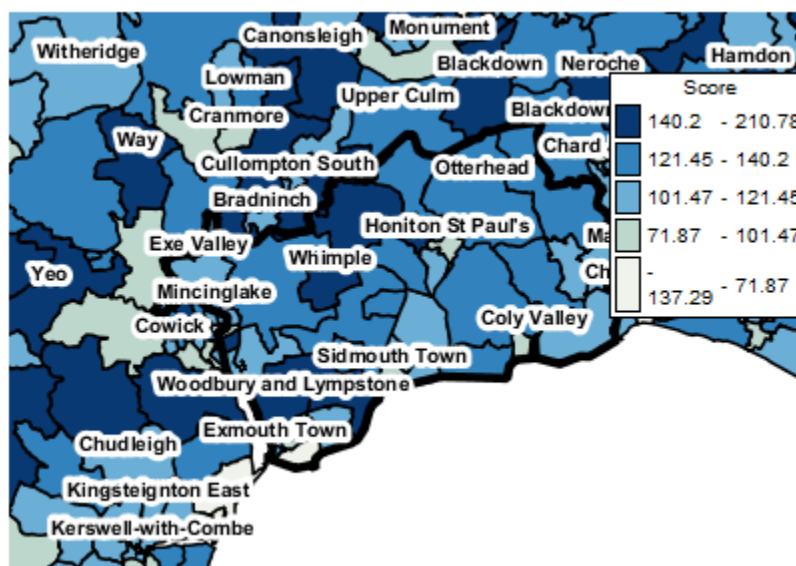 Canonsleigh
Monument
Witheridge
Hamdon
Lowman
Blackdown
Neroche
Upper Culm
Cranmore
Blackdown
Way
Chard
Cullompton South
Otterhead
Bradninch
Honiton St Paul's
Exe Valley
Whimple
Yeo
Mincinglake
Cowick
Coly Valley
Sidmouth Town
Woodbury and Lympstone
Exmouth Town
Chudleigh
Kingsteignton East
Kerswell-with-Combe
Score
140.2 - 210.78
121.45 - 140.2
101.47 - 121.45
71.87 - 101.47
-
137.29 - 71.87